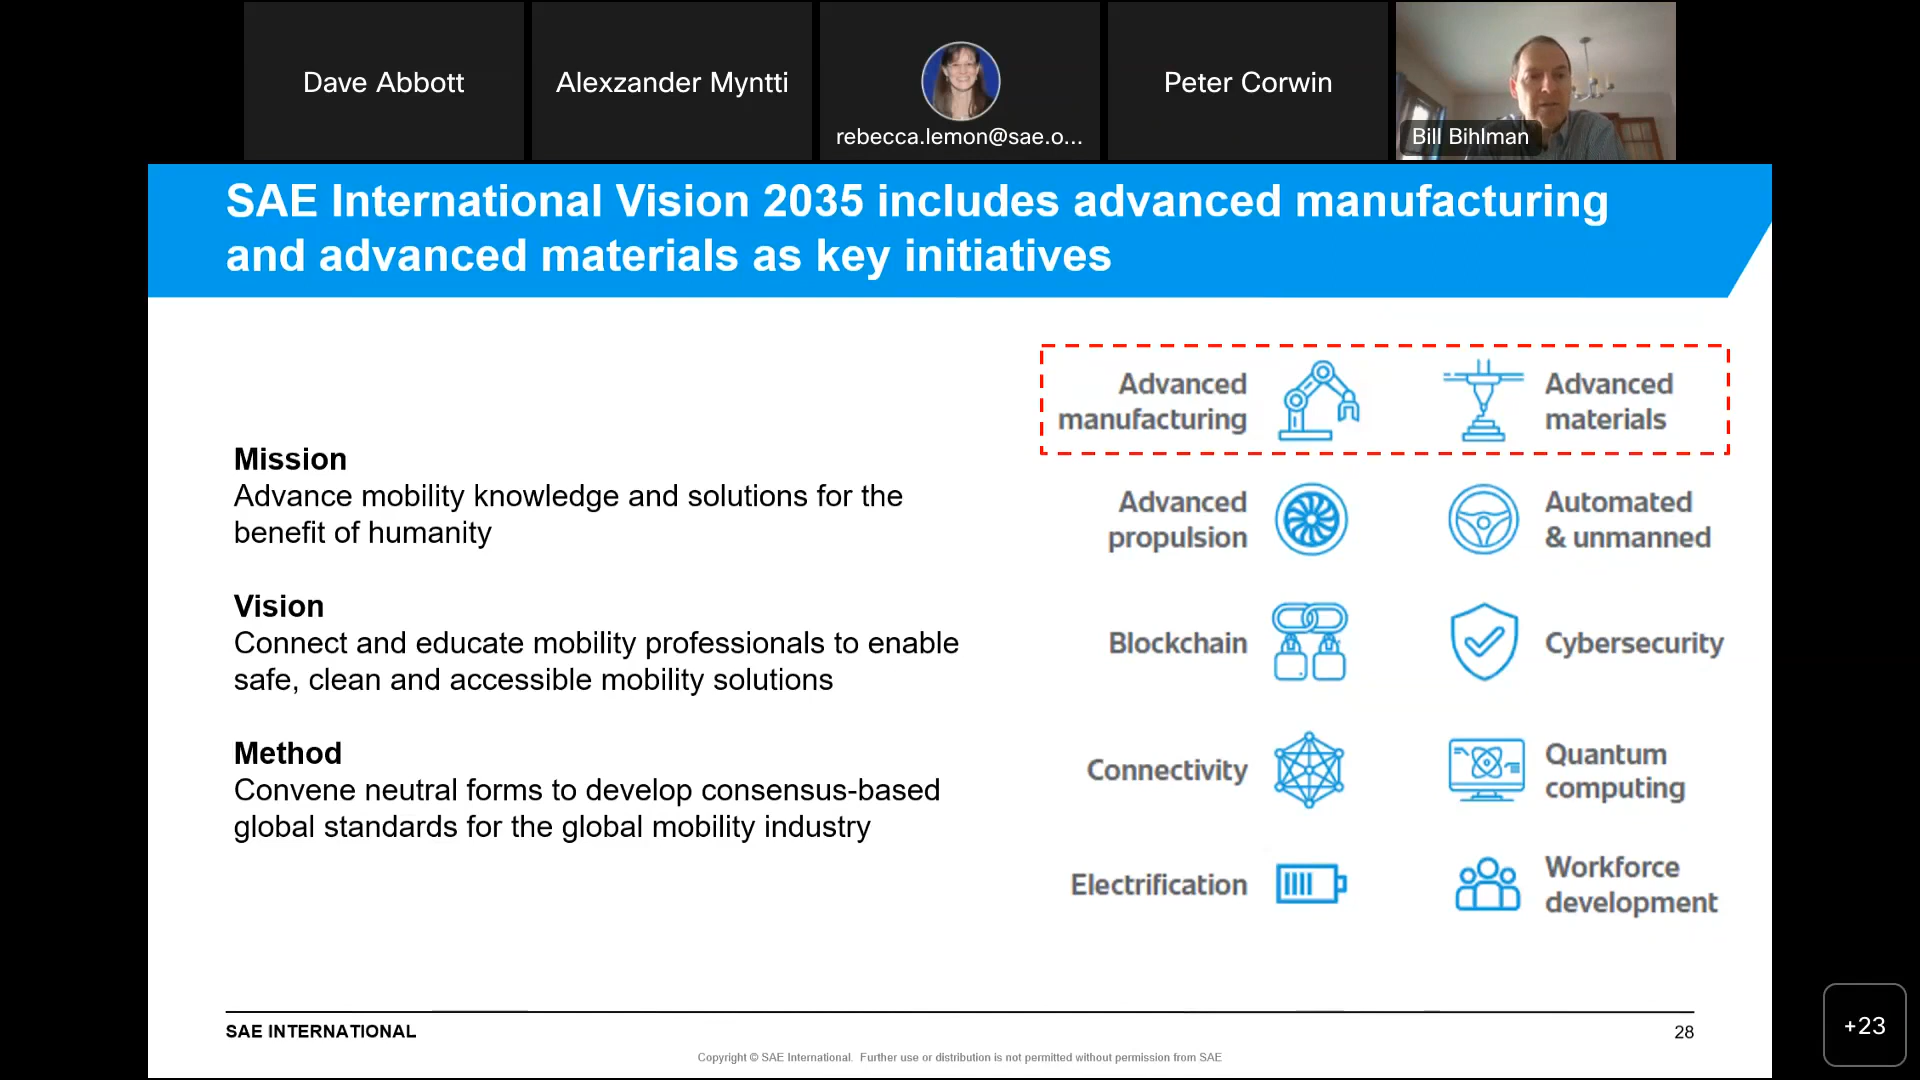 Dave Abbott
Alexzander Myntti
rebecca.lemon@sae.o...
Peter Corwin
Bill Bihlman
SAE International Vision 2035 includes advanced manufacturing
and advanced materials as key initiatives
Mission
Advance mobility knowledge and solutions for the
benefit of humanity
Vision
Connect and educate mobility professionals to enable
safe, clean and accessible mobility solutions
Method
Convene neutral forms to develop consensus-based
global standards for the global mobility industry
Advanced
manufacturing
Advanced
materials
Advanced
propulsion
Automated
& unmanned
Blockchain
Cybersecurity
Connectivity
Quantum
computing
Electrification
Workforce
development
SAE INTERNATIONAL
28
Copyright © SAE International. Further use or distribution is not permitted without permission from SAE
+23